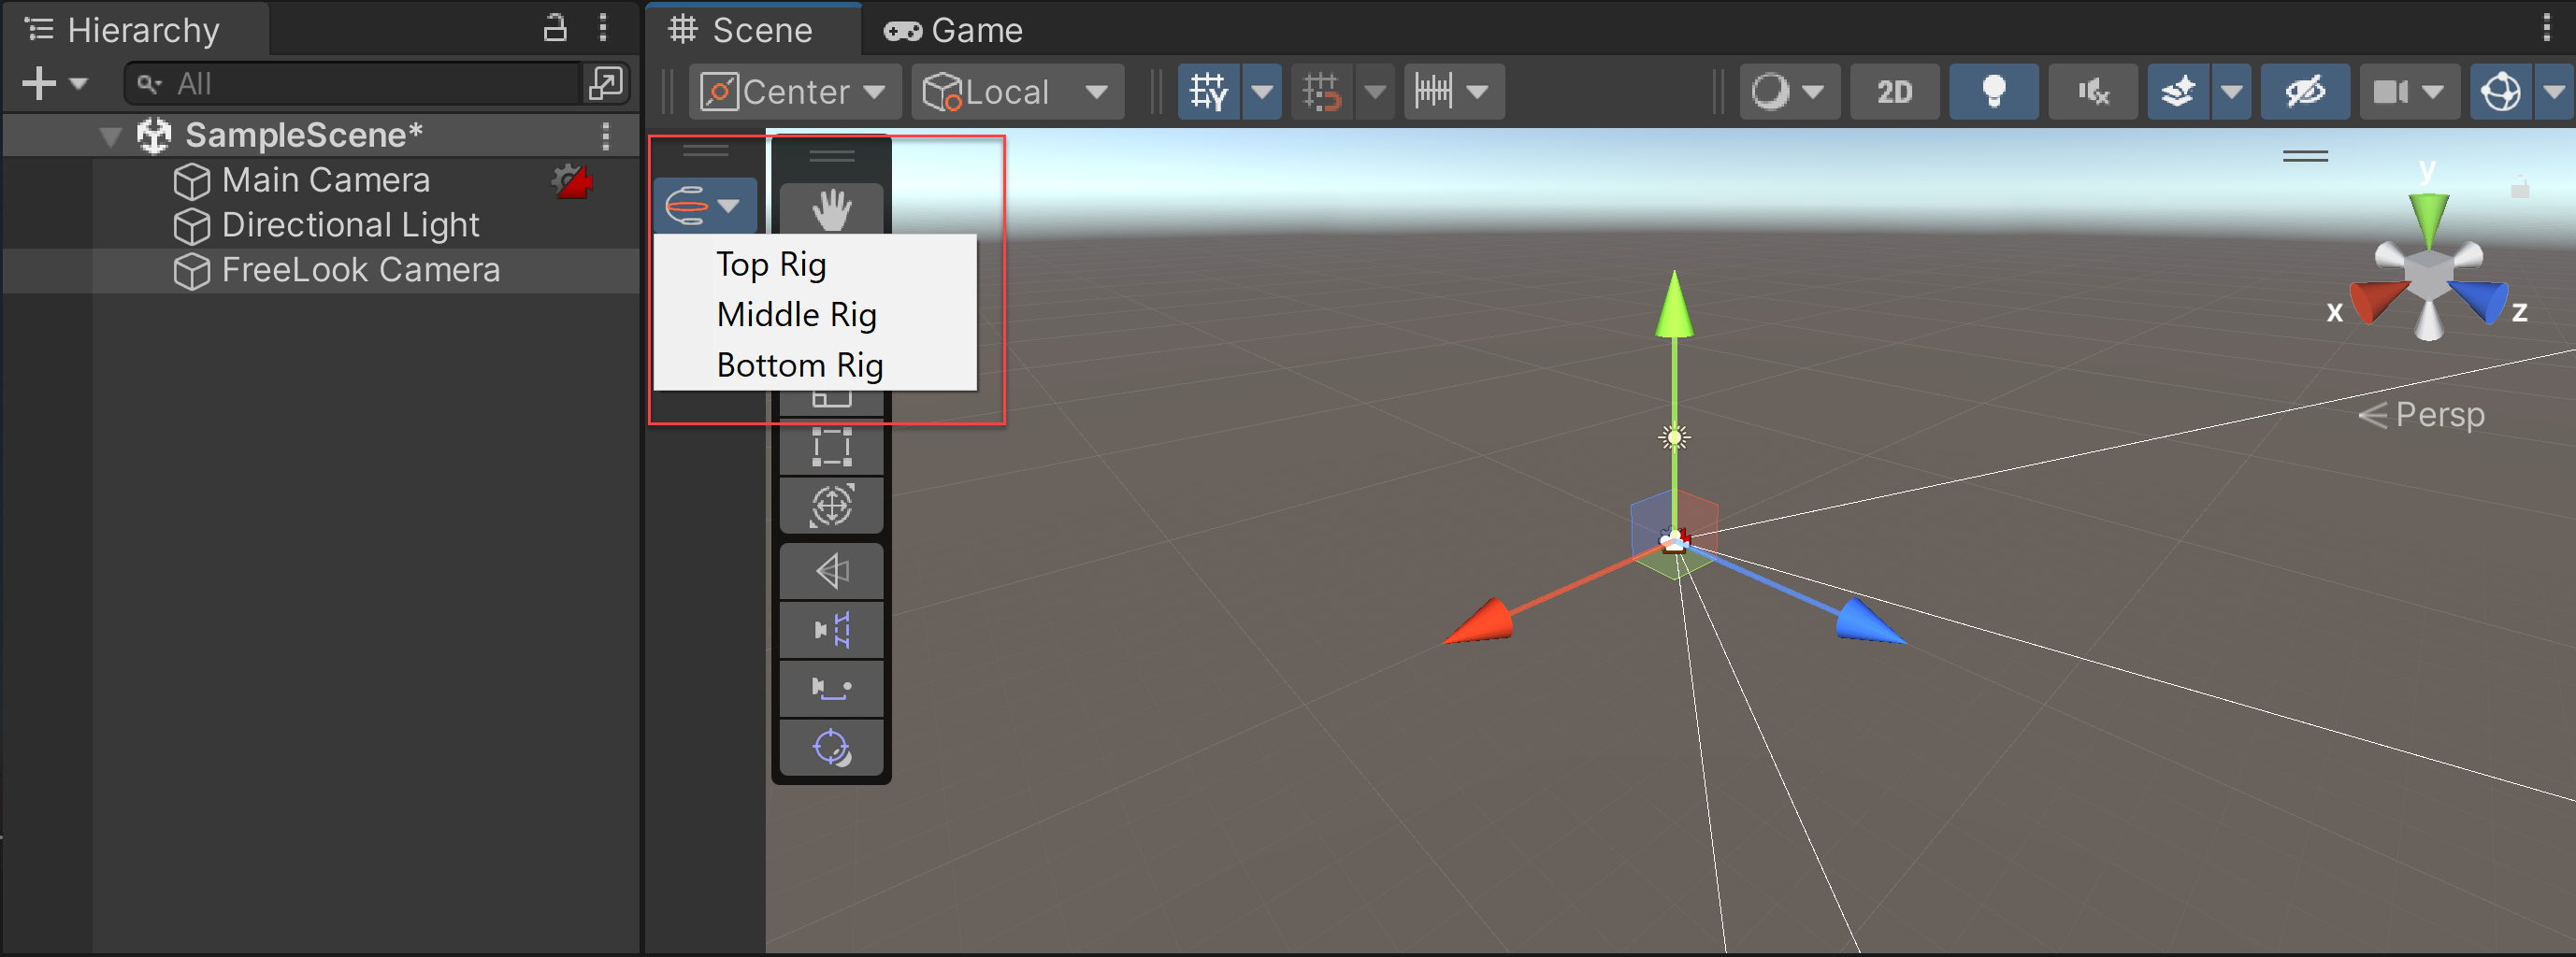 Hierarchy
All
SampleScene*
Main Camera
Directional Light
FreeLook Camera
Scene
Game
Center
Local
Y
2D
Top Rig
Middle Rig
Bottom Rig
y
x
z
Persp